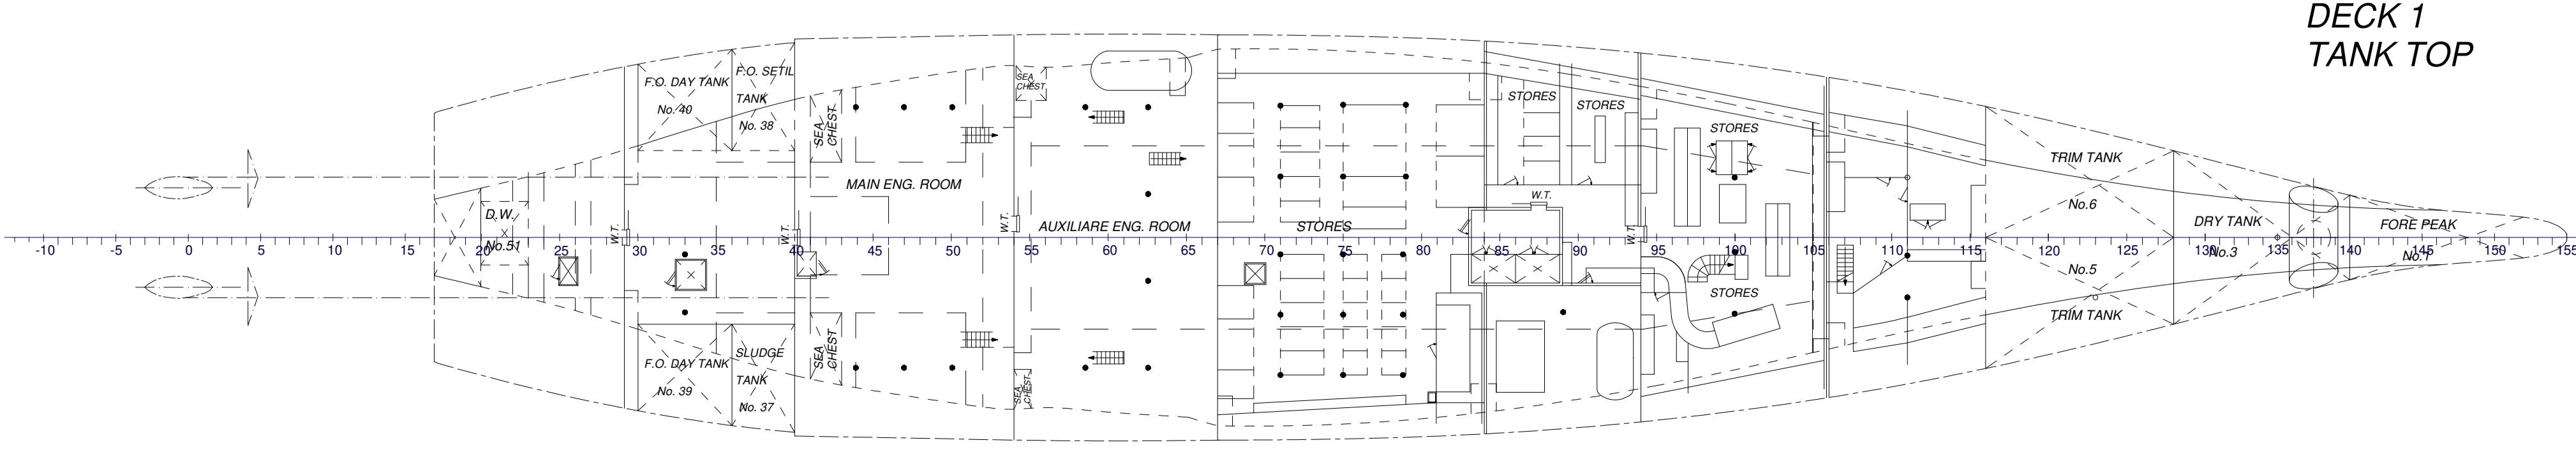 DECK 1
TANK TOP
F.O. DAY TANK
No. 40
F.O. SETIL
TANK
No. 38
SEA
CHEST
SEA
CHEST
STORES
STORES
STORES
MAIN ENG. ROOM
AUXILIARE ENG. ROOM
STORES
W.T.
W.T.
W.T.
W.T.
W.T.
D.W.
No.51
TRIM TANK
No.6
DRY TANK
No.3
FORE PEAK
No.1
-10 -5 0 5 10 15 20 25 30 35 40 45 50 55 60 65 70 75 80 85 90 95 100 105 110 115 120 125 130 135 140 145 150 155
No.5
TRIM TANK
STORES
F.O. DAY TANK
No. 39
SLUDGE
TANK
No. 37
SEA
CHEST
SEA
CHEST